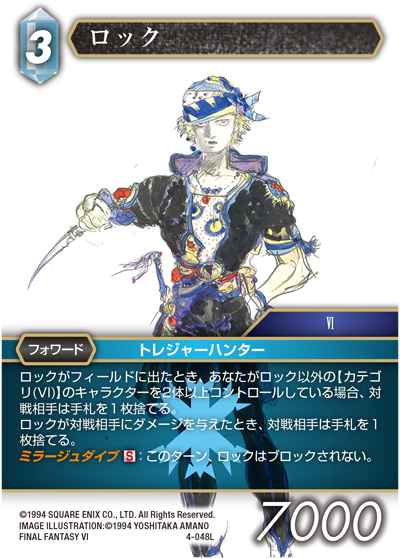 3
ロック
VI
フォワード
トレジャーハンター
ロックがフィールドに出たとき、あなたがロック以外の【カテゴ
リ(VI)】のキャラクターを2体以上コントロールしている場合、対
戦相手は手札を1枚捨てる。
ロックが対戦相手にダメージを与えたとき、対戦相手は手札を1
枚捨てる。
ミラージュダイブ S：このターン、ロックはブロックされない。
©1994 SQUARE ENIX CO., LTD. All Rights Reserved.
IMAGE ILLUSTRATION:©1994 YOSHITAKA AMANO
FINAL FANTASY VI
4-048L
7000